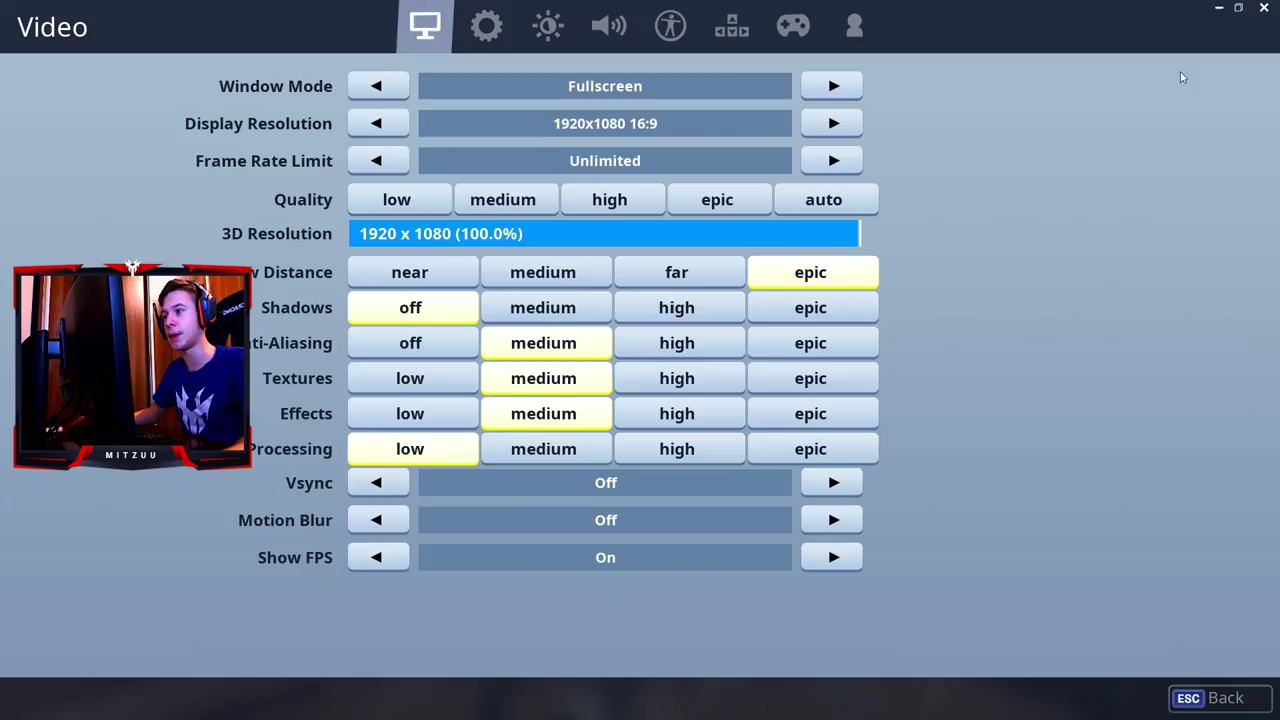 Video
Window Mode Fullscreen
Display Resolution 1920x1080 16:9
Frame Rate Limit Unlimited
Quality low medium high epic auto
3D Resolution 1920 x 1080 (100.0%)
Distance near medium far epic
Shadows off medium high epic
ti-Aliasing off medium high epic
Textures low medium high epic
Effects low medium high epic
Processing low medium high epic
MITZUU
Vsync Off
Motion Blur Off
Show FPS On
ESC Back